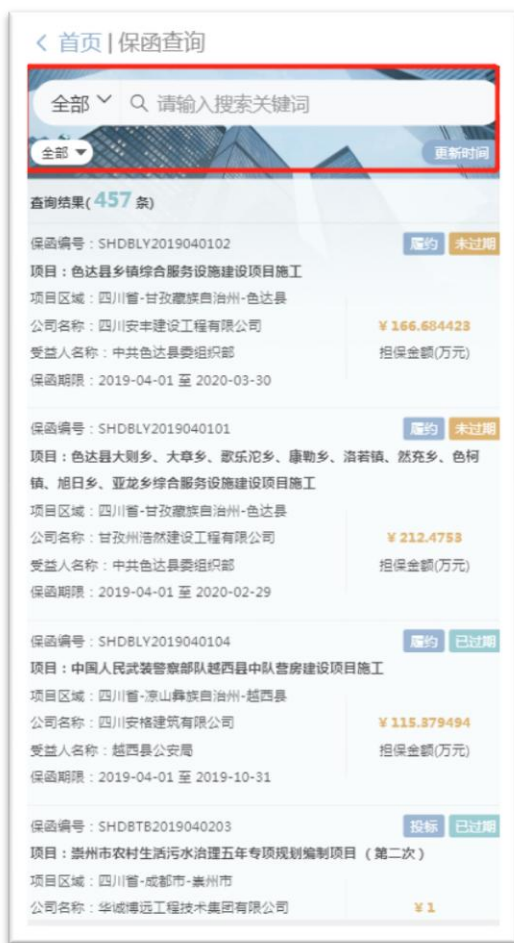 首页 | 保函查询
全部 请输入搜索关键词
全部 更新时间
查询结果( 457 条)
保函编号：SHDBLY2019040102 履约 未过期
项目：色达县乡镇综合服务设施建设项目施工
项目区域：四川省-甘孜藏族自治州-色达县
公司名称：四川安丰建设工程有限公司 ¥ 166.684423
受益人名称：中共色达县委组织部 担保金额(万元)
保函期限：2019-04-01 至 2020-03-30
保函编号：SHDBLY2019040101 履约 未过期
项目：色达县大则乡、大章乡、歌乐沱乡、康勒乡、洛若镇、然充乡、色柯
镇、旭日乡、亚龙乡综合服务设施建设项目施工
项目区域：四川省-甘孜藏族自治州-色达县
公司名称：甘孜州浩然建设工程有限公司 ¥ 212.4753
受益人名称：中共色达县委组织部 担保金额(万元)
保函期限：2019-04-01 至 2020-02-29
保函编号：SHDBLY2019040104 履约 已过期
项目：中国人民武装警察部队越西县中队营房建设项目施工
项目区域：四川省-凉山彝族自治州-越西县
公司名称：四川安格建筑有限公司 ¥ 115.379494
受益人名称：越西县公安局 担保金额(万元)
保函期限：2019-04-01 至 2019-10-31
保函编号：SHDBTB2019040203 投标 已过期
项目：崇州市农村生活污水治理五年专项规划编制项目（第二次）
项目区域：四川省-成都市-崇州市
公司名称：华诚博远工程技术集团有限公司 ¥ 1